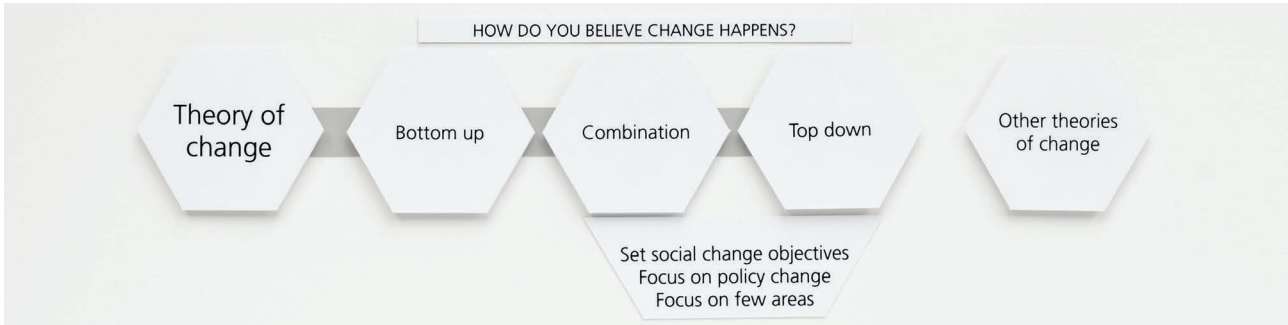 HOW DO YOU BELIEVE CHANGE HAPPENS?
Theory of
change
Bottom up
Combination
Top down
Other theories
of change
Set social change objectives
Focus on policy change
Focus on few areas